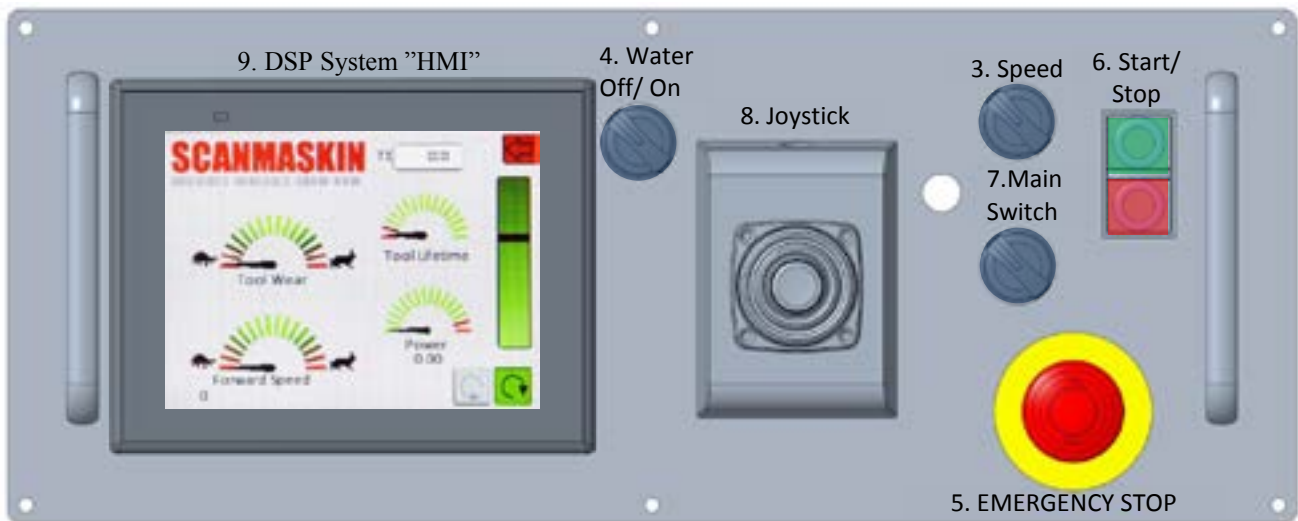 9. DSP System ”HMI”
4. Water
Off/ On
3. Speed
6. Start/
Stop
8. Joystick
7.Main
Switch
SCANMASKIN
Tool Wear
Tool Lifetime
Forward Speed
0
Power
0.00
5. EMERGENCY STOP